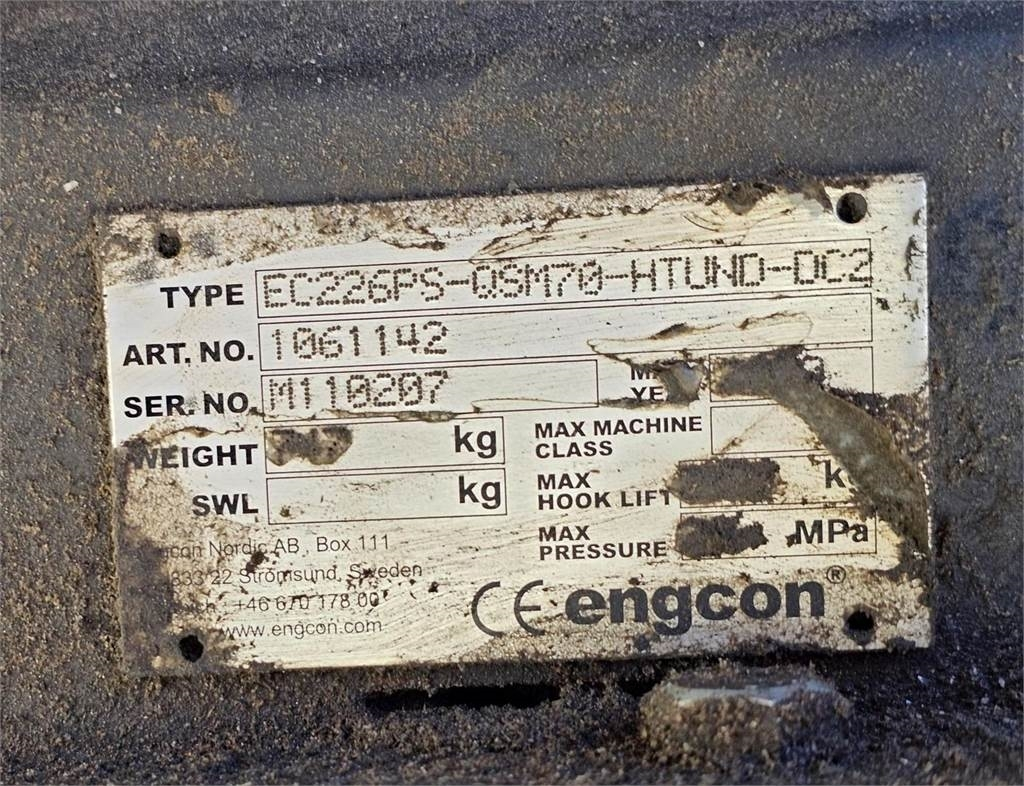 TYPE EC226PS-QSM70-HTUND-DC2
ART. NO. 1061142
SER. NO M110207
WEIGHT kg
SWL kg
MAX MACHINE
CLASS
MAX
HOOK LIFT
MAX
PRESSURE MPa
Nordic AB, Box 111
22 Strömsund, Sweden
+46 670 178 00
www.engcon.com
CE engcon®